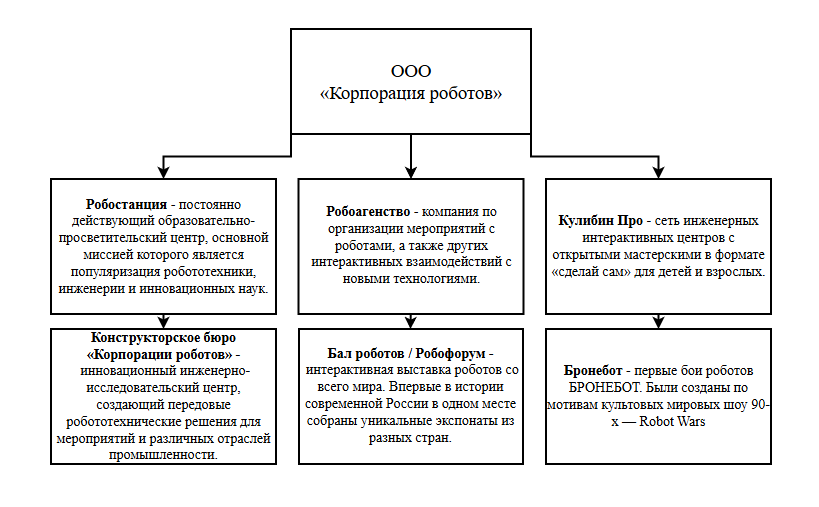 ООО
«Корпорация роботов»
Робостанция - постоянно
действующий образовательно-
просветительский центр, основной
миссией которого является
популяризация робототехники,
инженерии и инновационных наук.
Робоагенство - компания по
организации мероприятий с
роботами, а также других
интерактивных взаимодействий с
новыми технологиями.
Кулибин Про - сеть инженерных
интерактивных центров с
открытыми мастерскими в формате
«сделай сам» для детей и взрослых.
Конструкторское бюро
«Корпорации роботов» -
инновационный инженерно-
исследовательский центр,
создающий передовые
робототехнические решения для
мероприятий и различных отраслей
промышленности.
Бал роботов / Робофорум -
интерактивная выставка роботов со
всего мира. Впервые в истории
современной России в одном месте
собраны уникальные экспонаты из
разных стран.
Бронебот - первые бои роботов
БРОНЕБОТ. Были созданы по
мотивам культовых мировых шоу 90-
х — Robot Wars